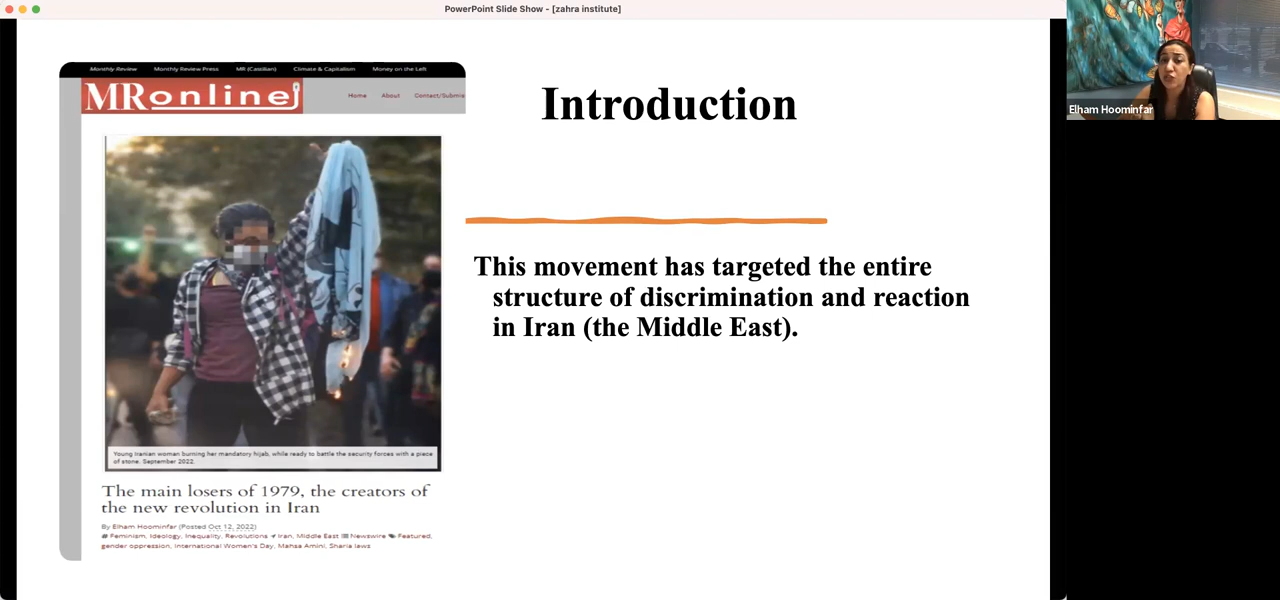 PowerPoint Slide Show - [zahra institute]
Monthly Review Monthly Review Press MR (Castilian) Climate & Capitalism Money on the Left
MRonline
Home About Contact/Submis
Introduction
This movement has targeted the entire
structure of discrimination and reaction
in Iran (the Middle East).
Young Iranian woman burning her mandatory hijab, while ready to battle the security forces with a piece
of stone. September 2022.
The main losers of 1979, the creators of
the new revolution in Iran
By Elham Hoominfar (Posted Oct 12, 2022)
Feminism, Ideology, Inequality, Revolutions Iran, Middle East Newswire Featured,
gender oppression, International Women's Day, Mahsa Amini, Sharia laws
Elham Hoominfar